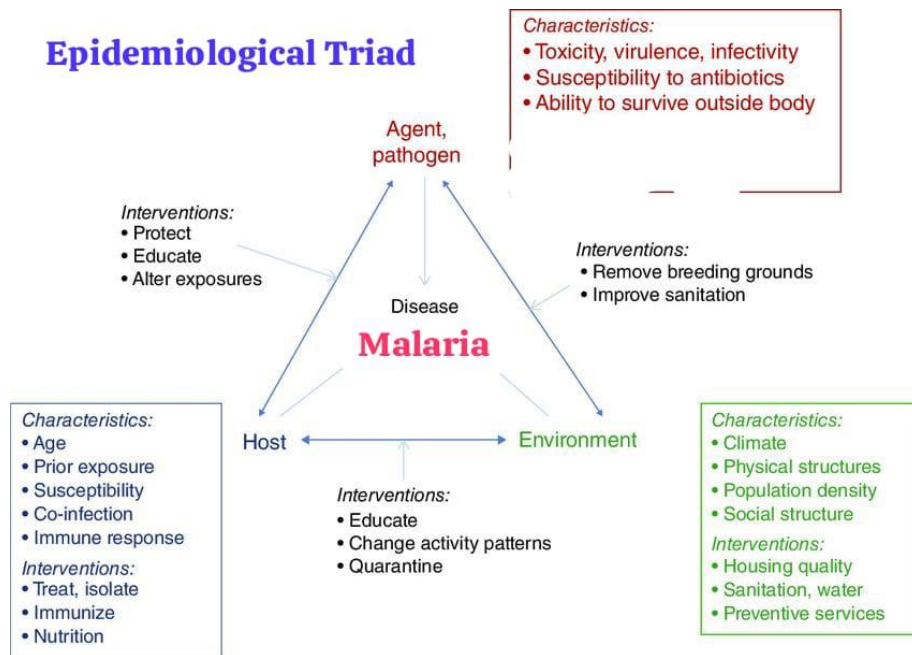 Epidemiological Triad
Characteristics:
• Toxicity, virulence, infectivity
• Susceptibility to antibiotics
• Ability to survive outside body
Agent,
pathogen
Interventions:
• Protect
• Educate
• Alter exposures
Interventions:
• Remove breeding grounds
• Improve sanitation
Disease
Malaria
Characteristics:
• Age
• Prior exposure
• Susceptibility
• Co-infection
• Immune response
Interventions:
• Treat, isolate
• Immunize
• Nutrition
Host
Environment
Interventions:
• Educate
• Change activity patterns
• Quarantine
Characteristics:
• Climate
• Physical structures
• Population density
• Social structure
Interventions:
• Housing quality
• Sanitation, water
• Preventive services